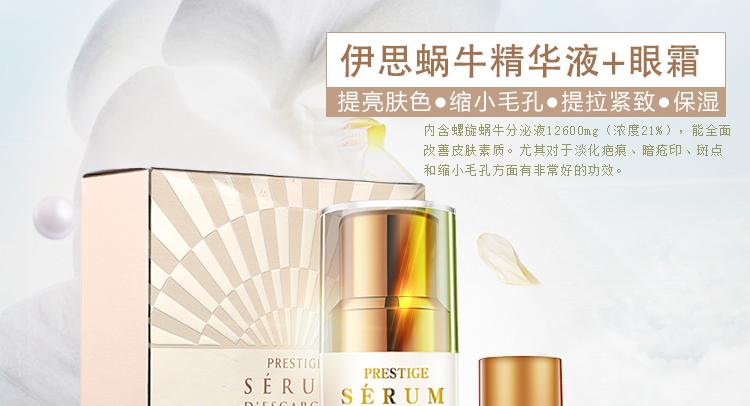 伊思蜗牛精华液+眼霜
提亮肤色●缩小毛孔●提拉紧致●保湿
内含螺旋蜗牛分泌液12600mg（浓度21%），能全面
改善皮肤素质。尤其对于淡化疤痕、暗疮印、斑点
和缩小毛孔方面有非常好的功效。
PRESTIGE
SÉRU
D'ESCARG
PRESTIGE
SÉRUM